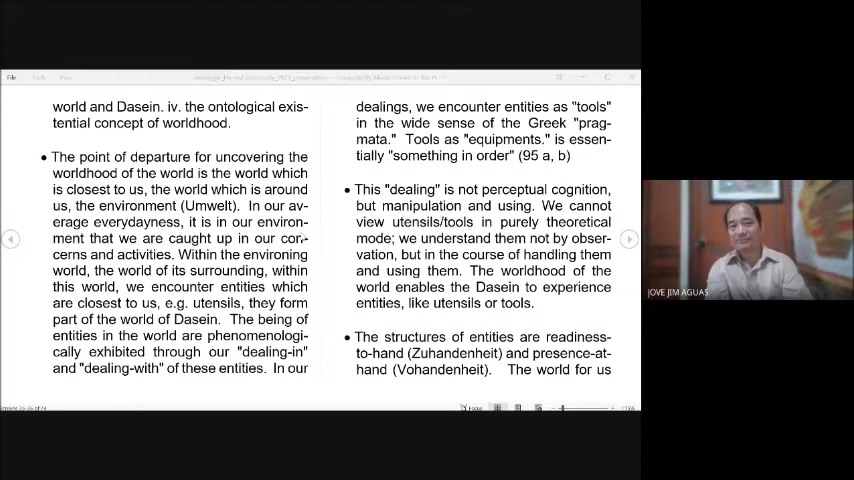 File Tools View
world and Dasein. iv. the ontological exis-
tential concept of worldhood.
• The point of departure for uncovering the
worldhood of the world is the world which
is closest to us, the world which is around
us, the environment (Umwelt). In our av-
erage everydayness, it is in our environ-
ment that we are caught up in our con-
cerns and activities. Within the environing
world, the world of its surrounding, within
this world, we encounter entities which
are closest to us, e.g. utensils, they form
part of the world of Dasein. The being of
entities in the world are phenomenologi-
cally exhibited through our "dealing-in"
and "dealing-with" of these entities. In our
dealings, we encounter entities as "tools"
in the wide sense of the Greek "prag-
mata." Tools as "equipments." is essen-
tially "something in order" (95 a, b)
• This "dealing" is not perceptual cognition,
but manipulation and using. We cannot
view utensils/tools in purely theoretical
mode; we understand them not by obser-
vation, but in the course of handling them
and using them. The worldhood of the
world enables the Dasein to experience
entities, like utensils or tools.
• The structures of entities are readiness-
to-hand (Zuhandenheit) and presence-at-
hand (Vohandenheit). The world for us
JOVE JIM AGUAS
Focus